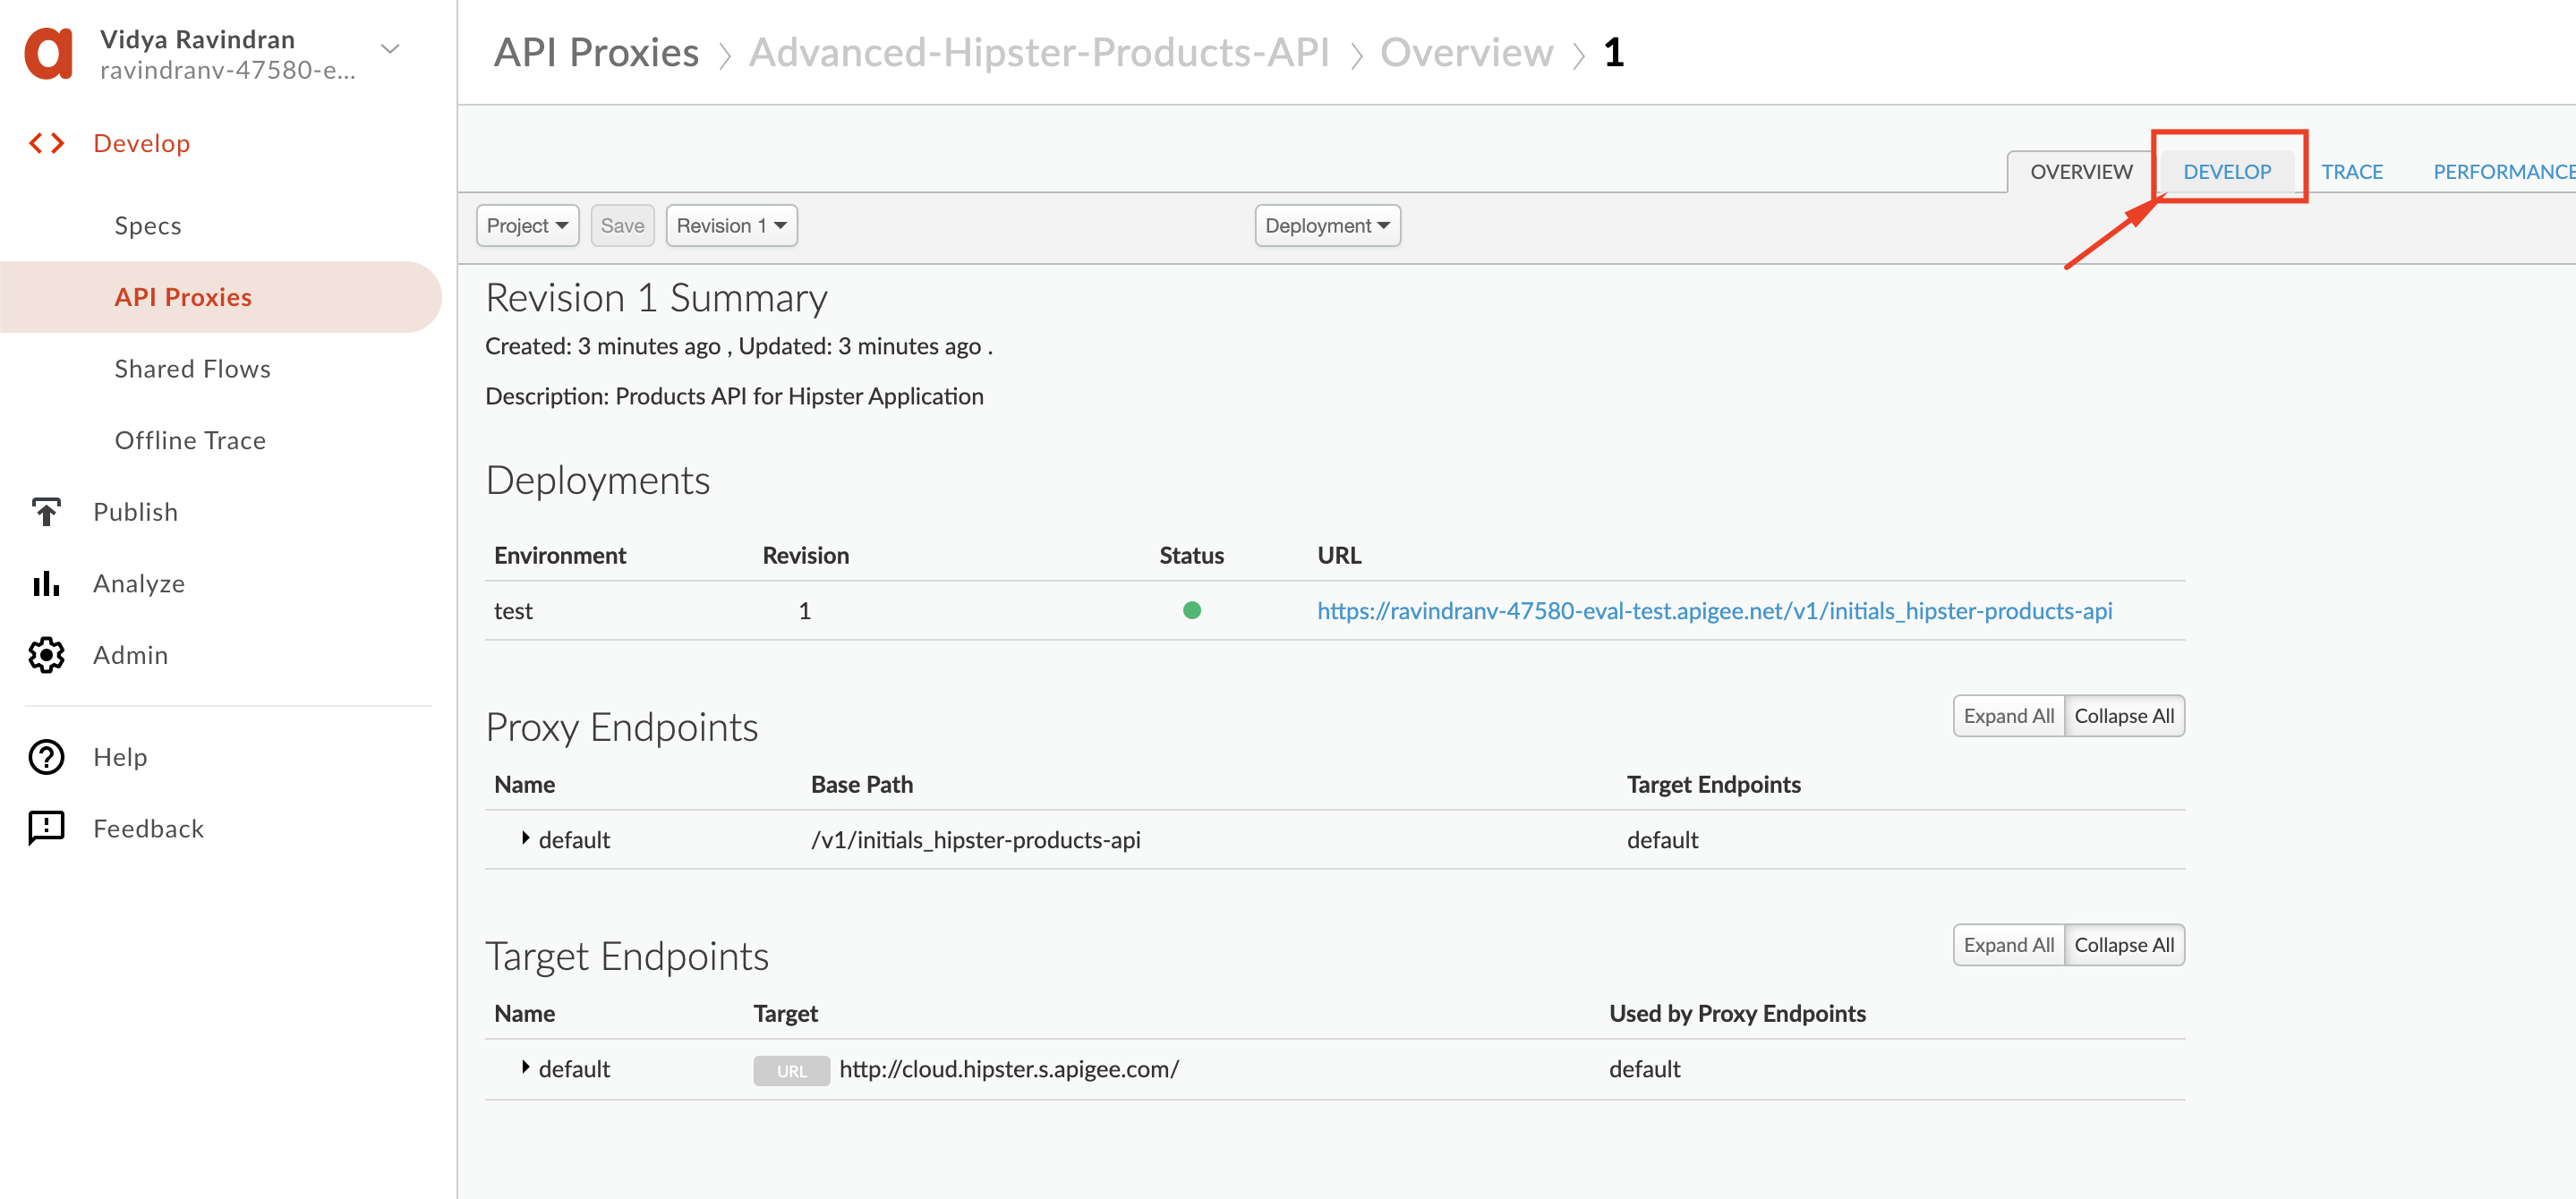 Vidya Ravindran
ravindranv-47580-e...
Develop
Specs
API Proxies
Shared Flows
Offline Trace
Publish
Analyze
Admin
Help
Feedback
API Proxies > Advanced-Hipster-Products-API > Overview > 1
OVERVIEW DEVELOP TRACE PERFORMANCE
Project Save Revision 1 Deployment
Revision 1 Summary
Created: 3 minutes ago , Updated: 3 minutes ago .
Description: Products API for Hipster Application
Deployments
Environment Revision Status URL
test 1 https://ravindranv-47580-eval-test.apigee.net/v1/initials_hipster-products-api
Proxy Endpoints
Expand All Collapse All
Name Base Path Target Endpoints
default /v1/initials_hipster-products-api default
Target Endpoints
Expand All Collapse All
Name Target Used by Proxy Endpoints
default URL http://cloud.hipster.s.apigee.com/ default